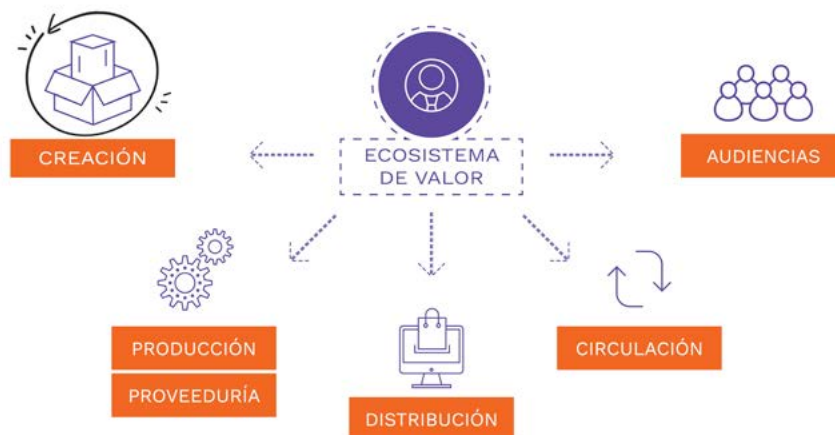 CREACIÓN
ECOSISTEMA
DE VALOR
AUDIENCIAS
PRODUCCIÓN
PROVEEDURÍA
DISTRIBUCIÓN
CIRCULACIÓN